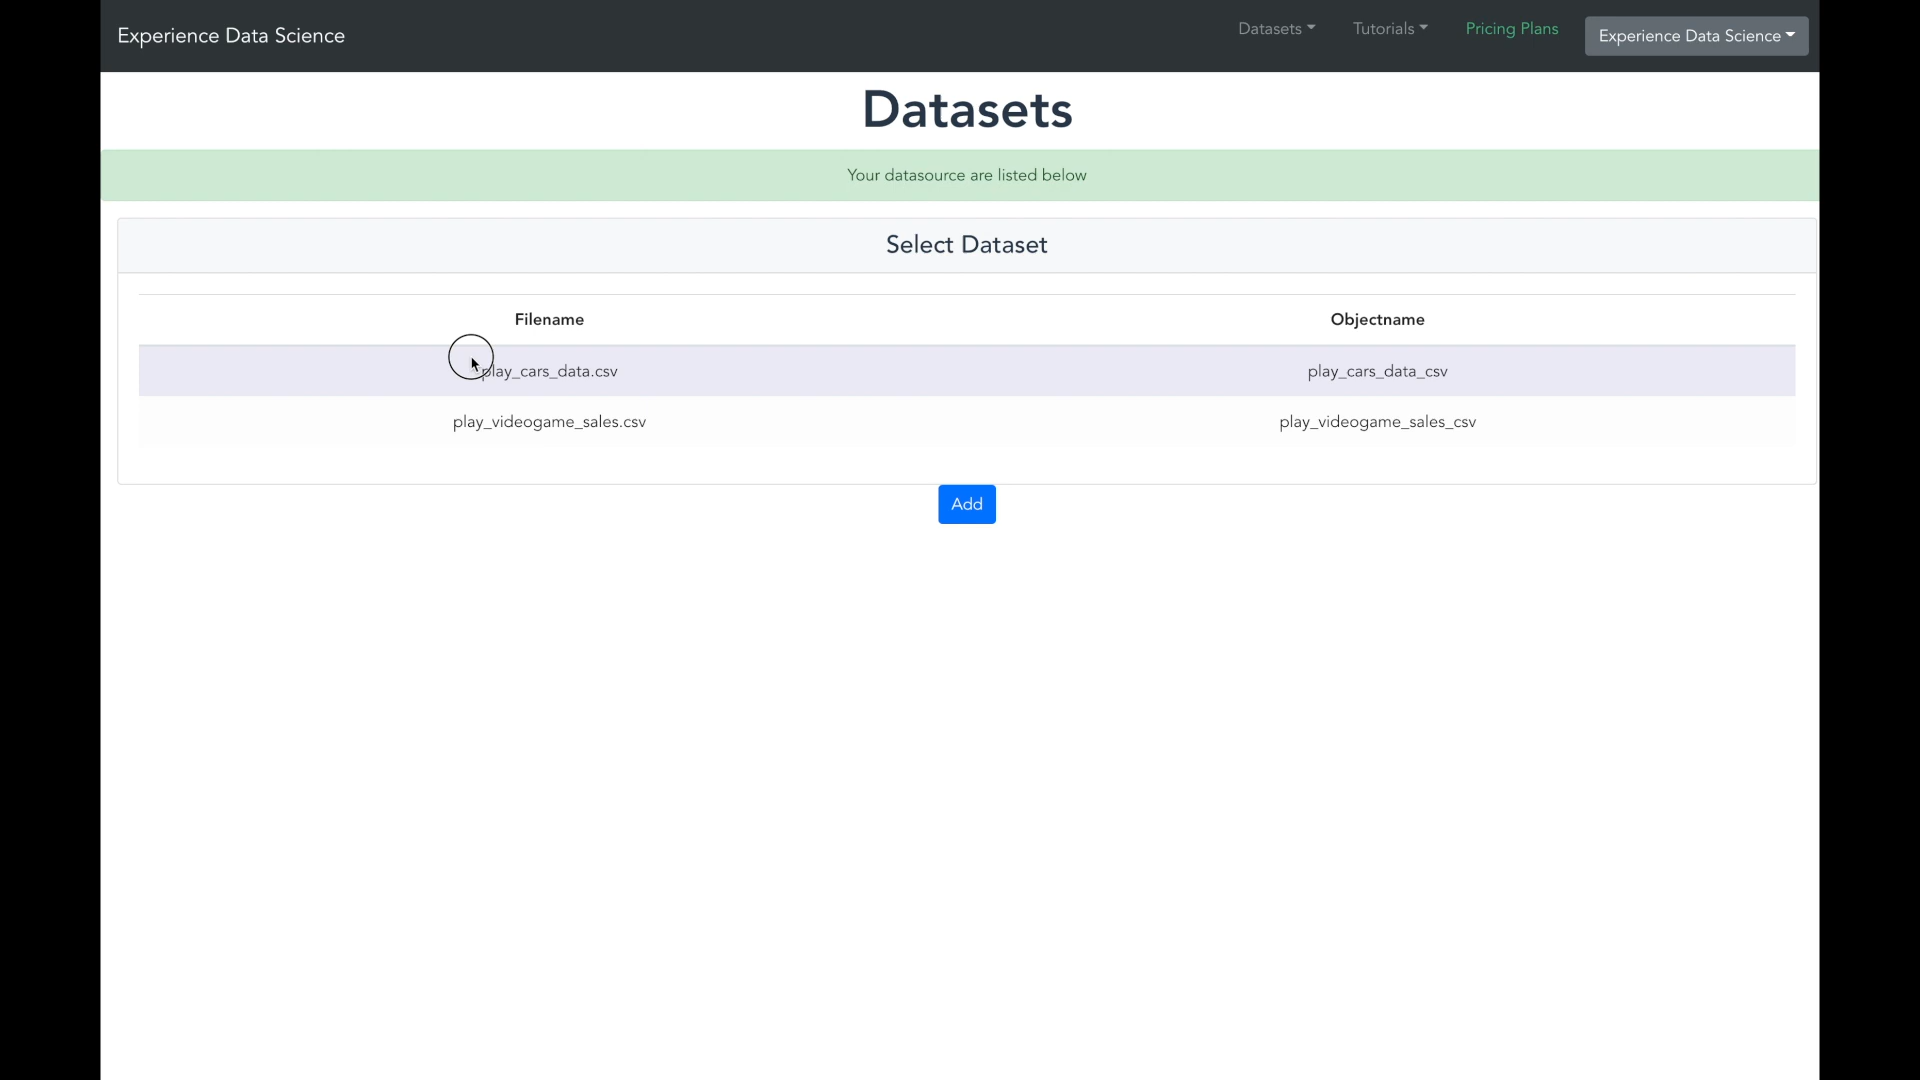 Experience Data Science
Datasets
Tutorials
Pricing Plans
Experience Data Science
Datasets
Your datasource are listed below
Select Dataset
Filename Objectname
play_cars_data.csv play_cars_data_csv
play_videogame_sales.csv play_videogame_sales_csv
Add